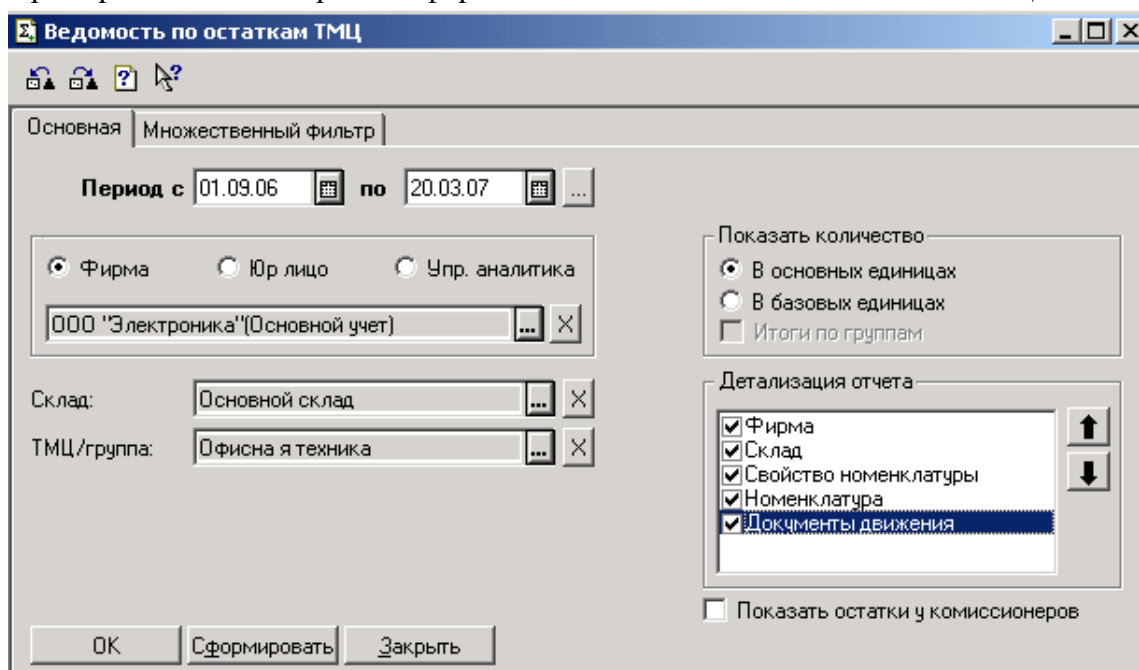 Ведомость по остаткам ТМЦ
Основная
Множественный фильтр
Период с 01.09.06 по 20.03.07 ...
Фирма Юр лицо Упр. аналитика
ООО "Электроника"(Основной учет) ... X
Склад: Основной склад ... X
ТМЦ/группа: Офисна я техника ... X
Показать количество
В основных единицах
В базовых единицах
Итоги по группам
Детализация отчета
Фирма
Склад
Свойство номенклатуры
Номенклатура
Документы движения
Показать остатки у комиссионеров
OK Сформировать Закрыть